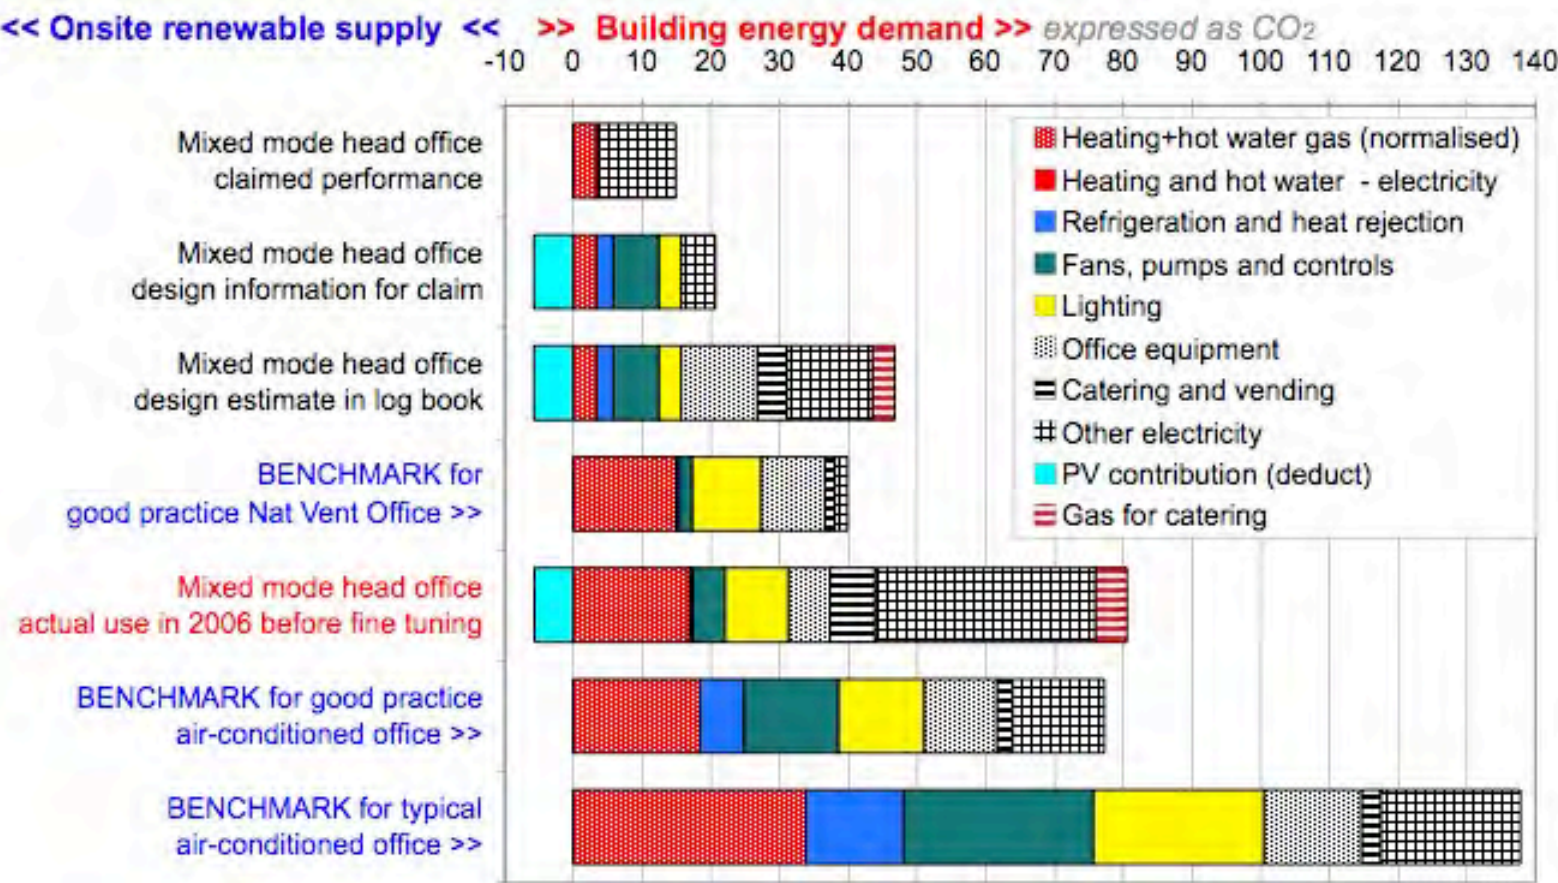 << Onsite renewable supply << >> Building energy demand >> expressed as CO2
-10 0 10 20 30 40 50 60 70 80 90 100 110 120 130 140
Mixed mode head office
claimed performance
Mixed mode head office
design information for claim
Mixed mode head office
design estimate in log book
BENCHMARK for
good practice Nat Vent Office >>
Mixed mode head office
actual use in 2006 before fine tuning
BENCHMARK for good practice
air-conditioned office >>
BENCHMARK for typical
air-conditioned office >>
Heating+hot water gas (normalised)
Heating and hot water - electricity
Refrigeration and heat rejection
Fans, pumps and controls
Lighting
Office equipment
Catering and vending
Other electricity
PV contribution (deduct)
Gas for catering